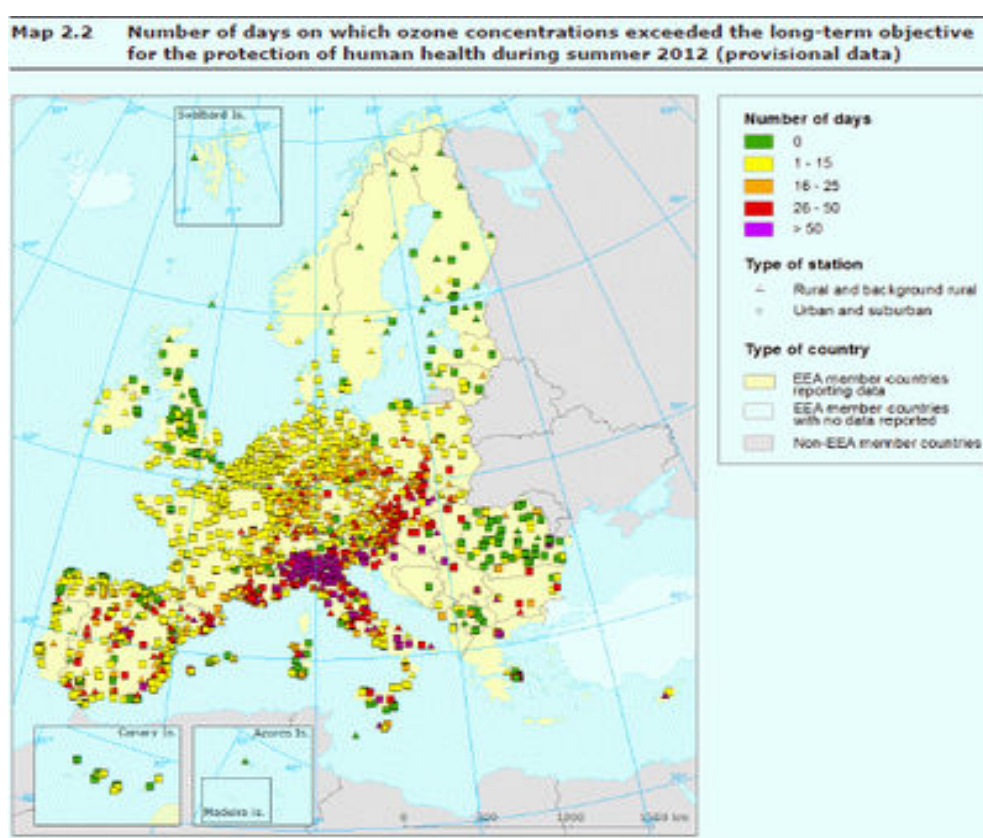 Map 2.2 Number of days on which ozone concentrations exceeded the long-term objective
for the protection of human health during summer 2012 (provisional data)
Svalbard Is.
Number of days
0
1 - 15
16 - 25
26 - 50
> 50
Type of station
Rural and background rural
Urban and suburban
Type of country
EEA member countries
reporting data
EEA member countries
with no data reported
Non-EEA member countries
Canary Is.
Azores Is.
Madeira Is.
0 500 1000 1500 km